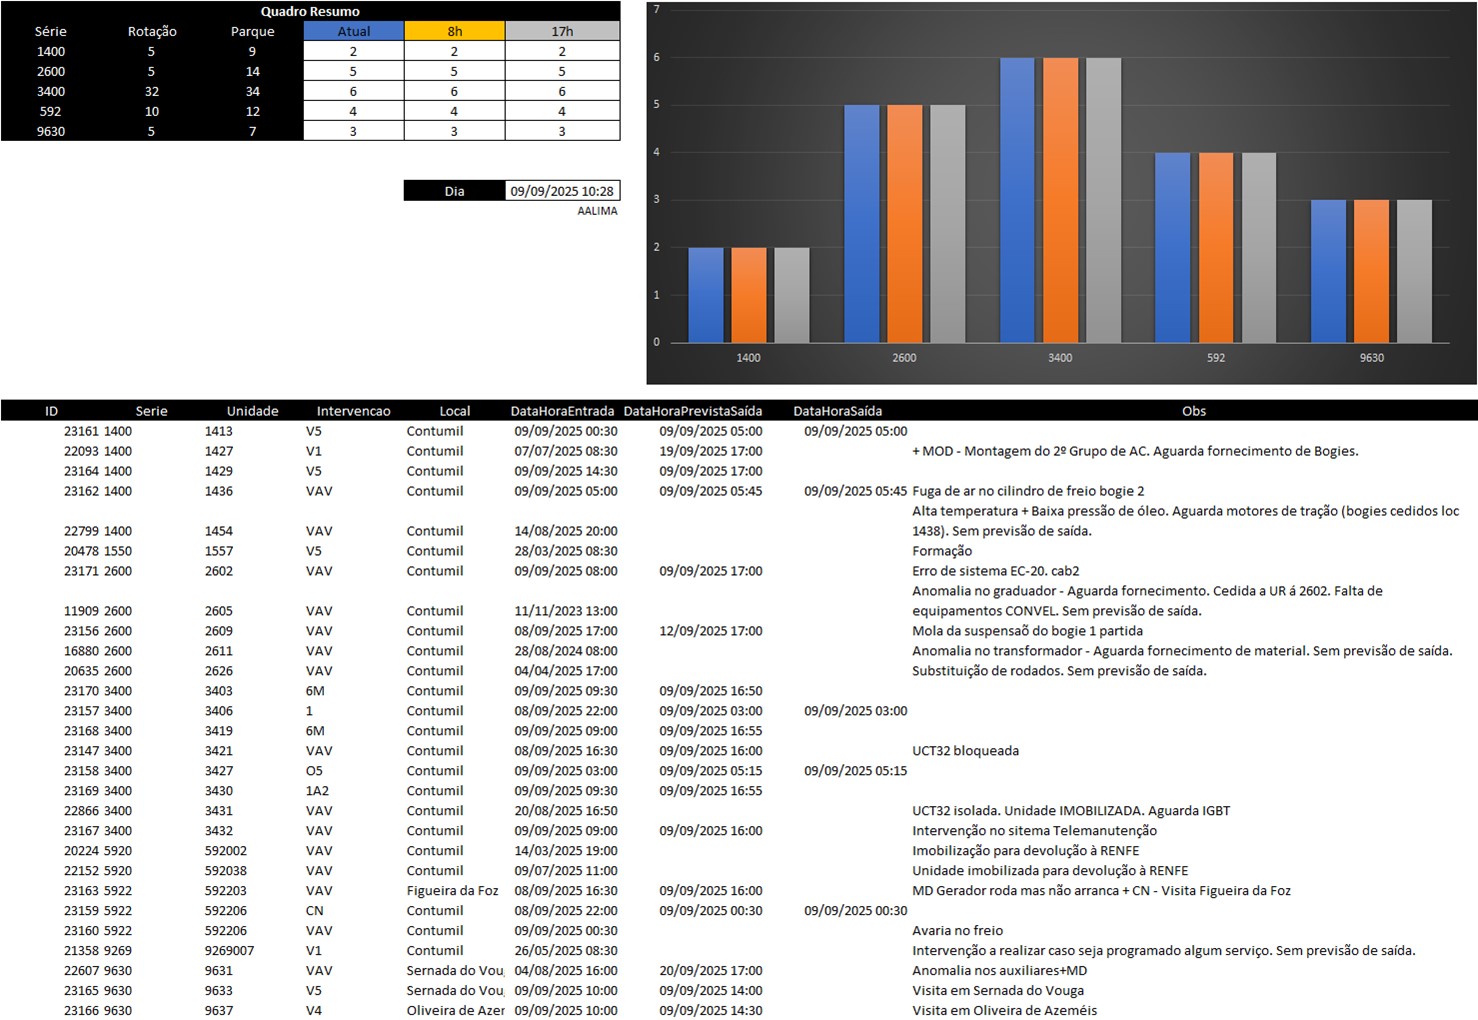 Quadro Resumo
Série Rotação Parque Atual 8h 17h
1400 5 9 2 2 2
2600 5 14 5 5 5
3400 32 34 6 6 6
592 10 12 4 4 4
9630 5 7 3 3 3
Dia 09/09/2025 10:28
AALIMA
7
6
5
4
3
2
1
0
1400 2600 3400 592 9630
ID Serie Unidade Intervencao Local DataHoraEntrada DataHoraPrevistaSaída DataHoraSaída Obs
23161 1400 1413 V5 Contumil 09/09/2025 00:30 09/09/2025 05:00 09/09/2025 05:00
22093 1400 1427 V1 Contumil 07/07/2025 08:30 19/09/2025 17:00 + MOD - Montagem do 2º Grupo de AC. Aguarda fornecimento de Bogies.
23164 1400 1429 V5 Contumil 09/09/2025 14:30 09/09/2025 17:00
23162 1400 1436 VAV Contumil 09/09/2025 05:00 09/09/2025 05:45 09/09/2025 05:45 Fuga de ar no cilindro de freio bogie 2
Alta temperatura + Baixa pressão de óleo. Aguarda motores de tração (bogies cedidos loc
22799 1400 1454 VAV Contumil 14/08/2025 20:00 1438). Sem previsão de saída.
20478 1550 1557 V5 Contumil 28/03/2025 08:30 Formação
23171 2600 2602 VAV Contumil 09/09/2025 08:00 09/09/2025 17:00 Erro de sistema EC-20. cab2
Anomalia no graduador - Aguarda fornecimento. Cedida a UR á 2602. Falta de
11909 2600 2605 VAV Contumil 11/11/2023 13:00 equipamentos CONVEL. Sem previsão de saída.
23156 2600 2609 VAV Contumil 08/09/2025 17:00 12/09/2025 17:00 Mola da suspensaõ do bogie 1 partida
16880 2600 2611 VAV Contumil 28/08/2024 08:00 Anomalia no transformador - Aguarda fornecimento de material. Sem previsão de saída.
20635 2600 2626 VAV Contumil 04/04/2025 17:00 Substituição de rodados. Sem previsão de saída.
23170 3400 3403 6M Contumil 09/09/2025 09:30 09/09/2025 16:50
23157 3400 3406 1 Contumil 08/09/2025 22:00 09/09/2025 03:00 09/09/2025 03:00
23168 3400 3419 6M Contumil 09/09/2025 09:00 09/09/2025 16:55
23147 3400 3421 VAV Contumil 08/09/2025 16:30 09/09/2025 16:00 UCT32 bloqueada
23158 3400 3427 O5 Contumil 09/09/2025 03:00 09/09/2025 05:15 09/09/2025 05:15
23169 3400 3430 1A2 Contumil 09/09/2025 09:30 09/09/2025 16:55
22866 3400 3431 VAV Contumil 20/08/2025 16:50 UCT32 isolada. Unidade IMOBILIZADA. Aguarda IGBT
23167 3400 3432 VAV Contumil 09/09/2025 09:00 09/09/2025 16:00 Intervenção no sitema Telemanutenção
20224 5920 592002 VAV Contumil 14/03/2025 19:00 Imobilização para devolução à RENFE
22152 5920 592038 VAV Contumil 09/07/2025 11:00 Unidade imobilizada para devolução à RENFE
23163 5922 592203 VAV Figueira da Foz 08/09/2025 16:30 09/09/2025 16:00 MD Gerador roda mas não arranca + CN - Visita Figueira da Foz
23159 5922 592206 CN Contumil 08/09/2025 22:00 09/09/2025 00:30 09/09/2025 00:30
23160 5922 592206 VAV Contumil 09/09/2025 00:30 Avaria no freio
21358 9269 9269007 V1 Contumil 26/05/2025 08:30 Intervenção a realizar caso seja programado algum serviço. Sem previsão de saída.
22607 9630 9631 VAV Sernada do Vou 04/08/2025 16:00 20/09/2025 17:00 Anomalia nos auxiliares+MD
23165 9630 9633 V5 Sernada do Vou 09/09/2025 10:00 09/09/2025 14:00 Visita em Sernada do Vouga
23166 9630 9637 V4 Oliveira de Azer 09/09/2025 10:00 09/09/2025 14:30 Visita em Oliveira de Azeméis